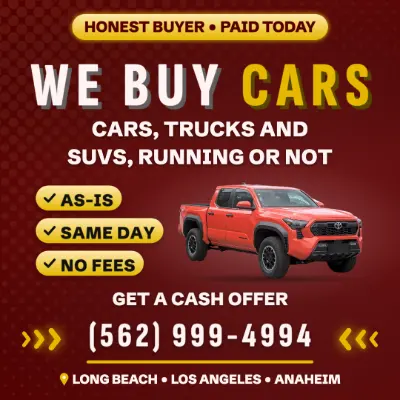 HONEST BUYER • PAID TODAY
WE BUY CARS
CARS, TRUCKS AND
SUVS, RUNNING OR NOT
AS-IS
SAME DAY
NO FEES
GET A CASH OFFER
(562) 999-4994
LONG BEACH • LOS ANGELES • ANAHEIM